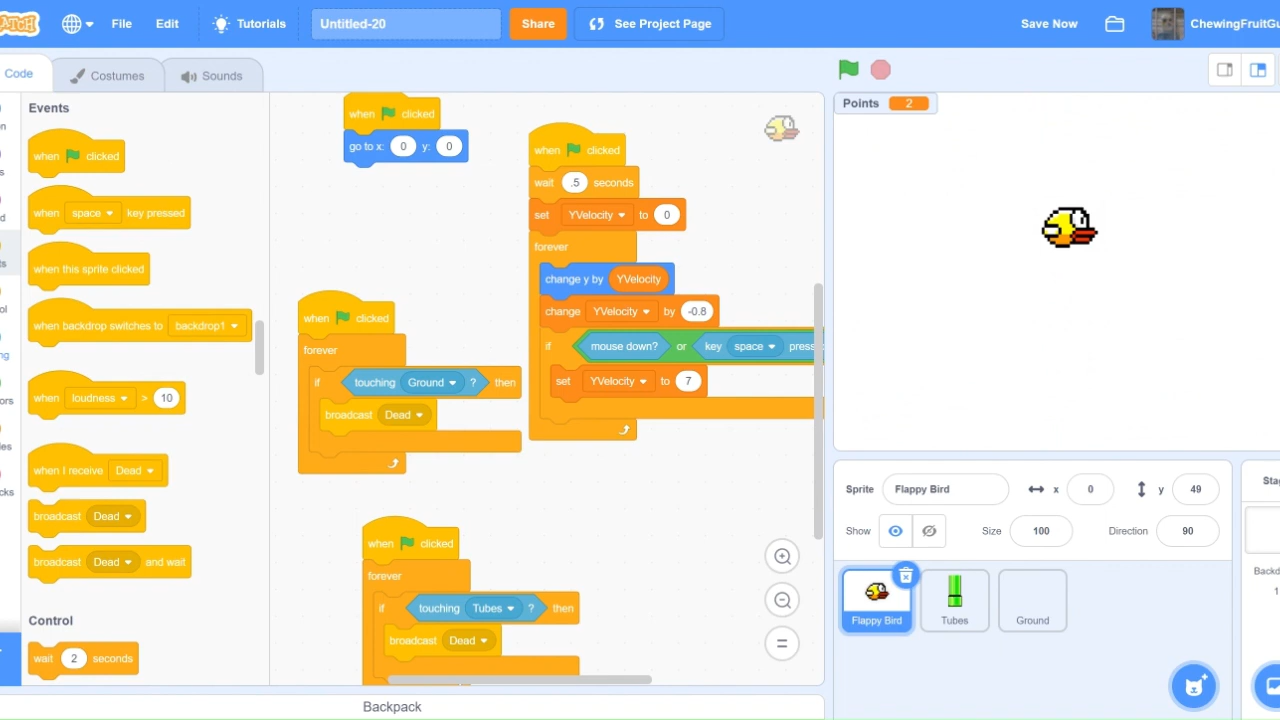 File Edit Tutorials Untitled-20 Share See Project Page Save Now ChewingFruitGu
Code Costumes Sounds
Events
when clicked
when space key pressed
when this sprite clicked
when backdrop switches to backdrop1
when loudness > 10
when I receive Dead
broadcast Dead
broadcast Dead and wait
Control
wait 2 seconds
when clicked
go to x: 0 y: 0
when clicked
forever
if touching Ground ? then
broadcast Dead
when clicked
wait .5 seconds
set YVelocity to 0
forever
change y by YVelocity
change YVelocity by -0.8
if mouse down? or key space press
set YVelocity to 7
when clicked
forever
if touching Tubes ? then
broadcast Dead
Backpack
Points 2
Sprite Flappy Bird x 0 y 49
Show Size 100 Direction 90
Flappy Bird Tubes Ground
Stag
Backd
1